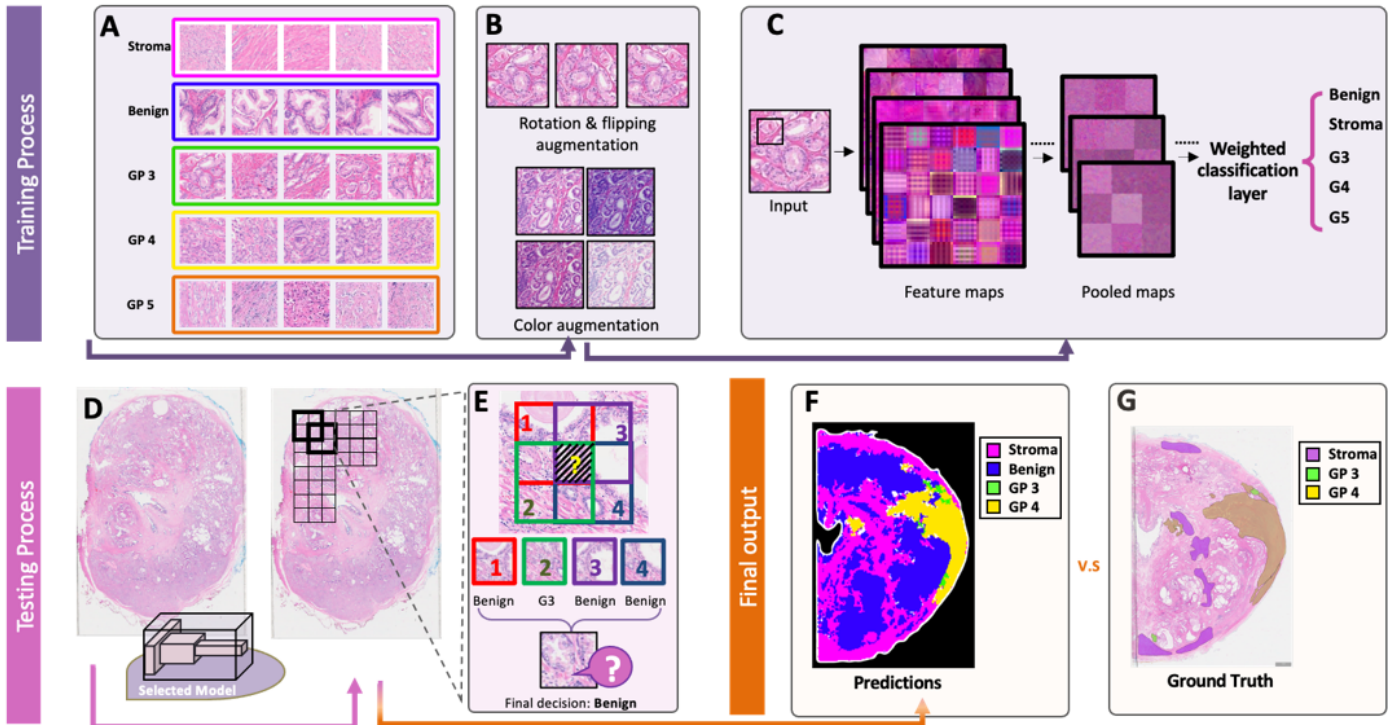 Training Process
A
Stroma
Benign
GP 3
GP 4
GP 5
B
Rotation & flipping
augmentation
Color augmentation
C
Input
Feature maps
Pooled maps
......
......
Weighted
classification
layer
Benign
Stroma
G3
G4
G5
Testing Process
D
Selected Model
E
1
3
?
2
4
1
2
3
4
Benign
G3
Benign
Benign
?
Final decision: Benign
Final output
F
Stroma
Benign
GP 3
GP 4
Predictions
V.S
G
Stroma
GP 3
GP 4
Ground Truth